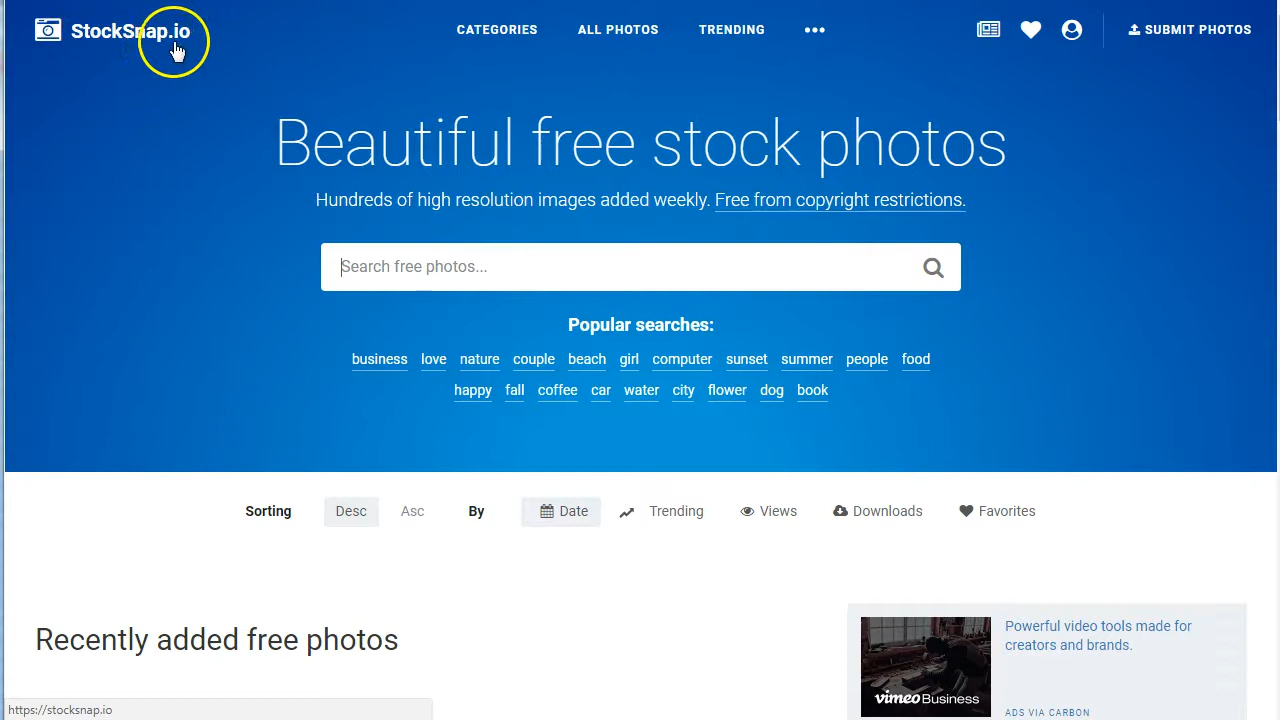 StockSnap.io
CATEGORIES ALL PHOTOS TRENDING •••
SUBMIT PHOTOS
Beautiful free stock photos
Hundreds of high resolution images added weekly. Free from copyright restrictions.
Search free photos...
Popular searches:
business love nature couple beach girl computer sunset summer people food
happy fall coffee car water city flower dog book
Sorting Desc Asc By Date Trending Views Downloads Favorites
Recently added free photos
Powerful video tools made for
creators and brands.
vimeo Business
ADS VIA CARBON
https://stocksnap.io